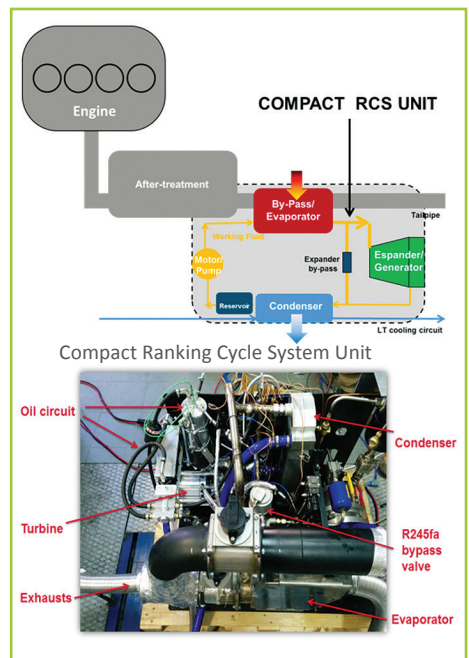 Engine
COMPACT RCS UNIT
After-treatment
By-Pass/
Evaporator
Tailpipe
Working Fluid
Motor/
Pump
Expander
by-pass
Espander/
Generator
Reservoir
Condenser
LT cooling circuit
Compact Ranking Cycle System Unit
Oil circuit
Condenser
Turbine
R245fa
bypass
valve
Exhausts
Evaporator